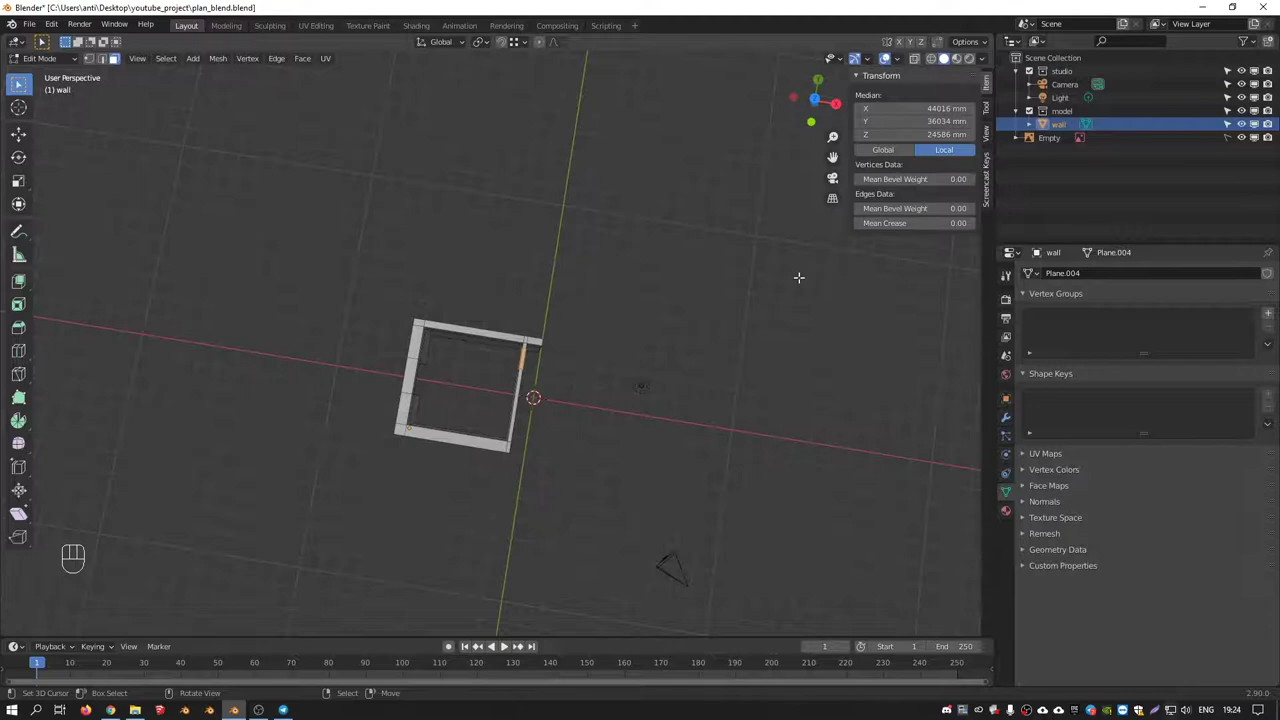 Blender* [C:\Users\anti\Desktop\youtube_project\plan_blend.blend]
File Edit Render Window Help Layout Modeling Sculpting UV Editing Texture Paint Shading Animation Rendering Compositing Scripting Scene View Layer
Global Options
Edit Mode View Select Add Mesh Vertex Edge Face UV
User Perspective
(1) wall
Transform
Median:
X 44016 mm
Y 36034 mm
Z 24586 mm
Global Local
Vertices Data:
Mean Bevel Weight 0.00
Edges Data:
Mean Bevel Weight 0.00
Mean Crease 0.00
Item
Tool
View
Screencast Keys
Scene Collection
studio
Camera
Light
model
wall
Empty
wall Plane.004
Plane.004
Vertex Groups
Shape Keys
UV Maps
Vertex Colors
Face Maps
Normals
Texture Space
Remesh
Geometry Data
Custom Properties
Playback Keying View Marker 1 Start 1 End 250
1 10 20 30 40 50 60 70 80 90 100 110 120 130 140 150 160 170 180 190 200 210 220 230 240 250
Set 3D Cursor Box Select Rotate View Select Move 2.90.0
ENG 19:24